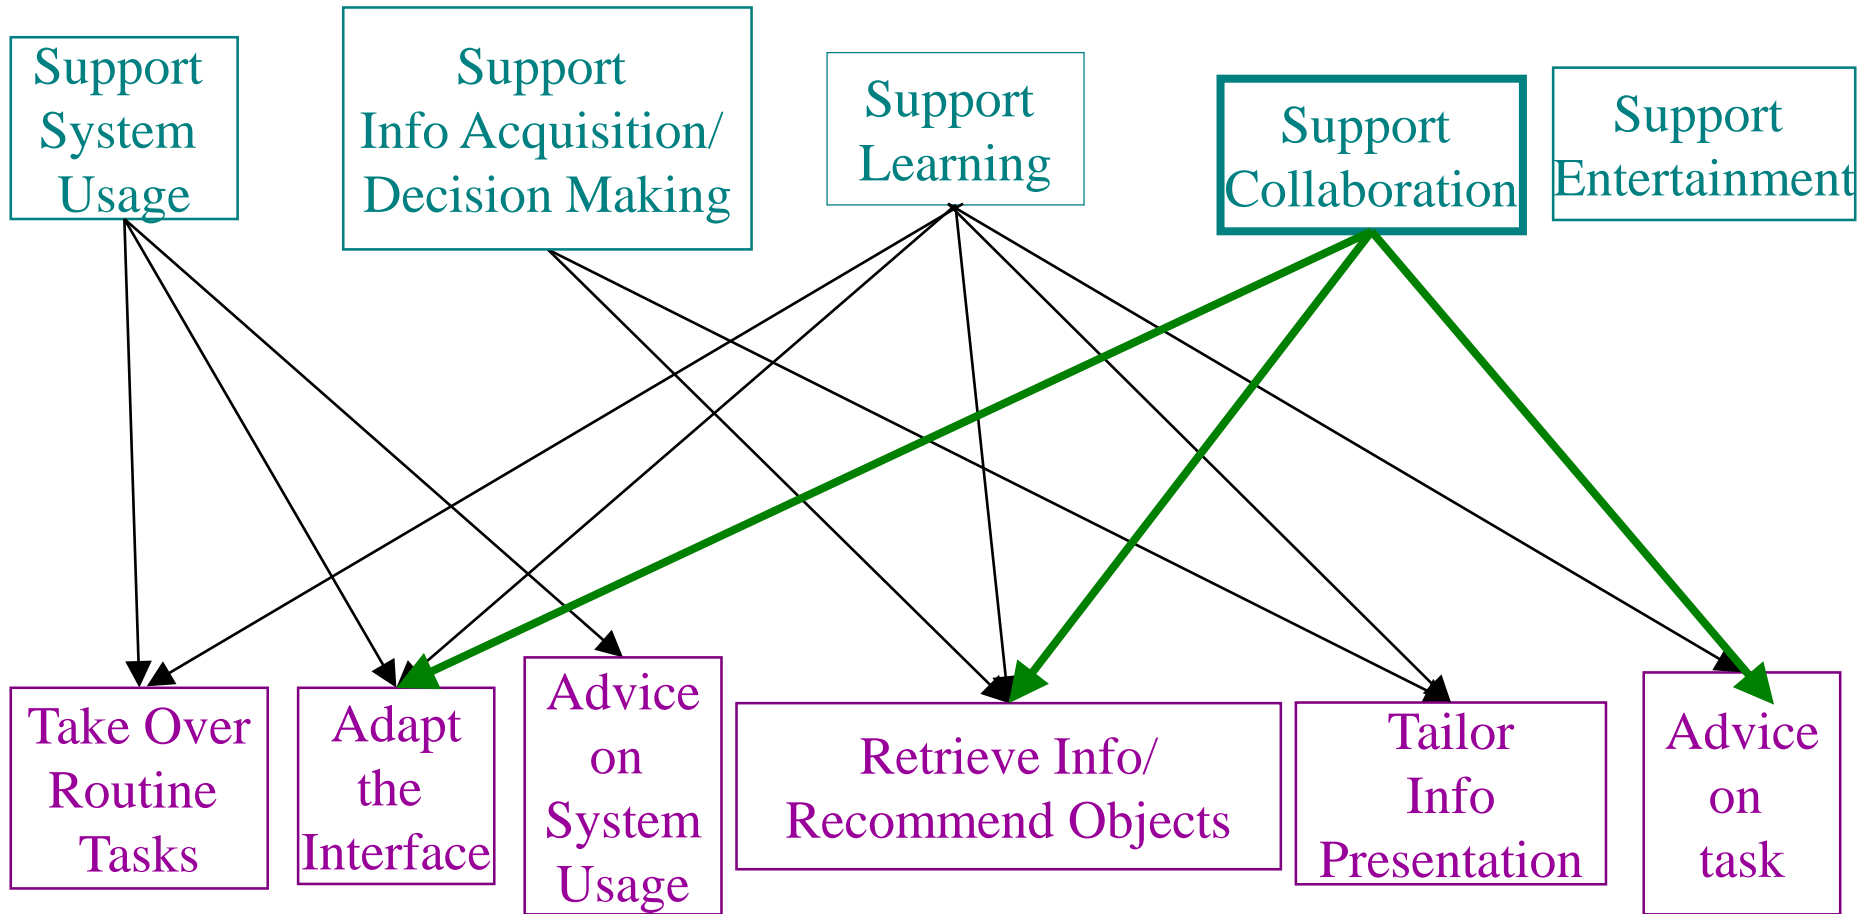 Support
System
Usage
Support
Info Acquisition/
Decision Making
Support
Learning
Support
Collaboration
Support
Entertainment
Take Over
Routine
Tasks
Adapt
the
Interface
Advice
on
System
Usage
Retrieve Info/
Recommend Objects
Tailor
Info
Presentation
Advice
on
task